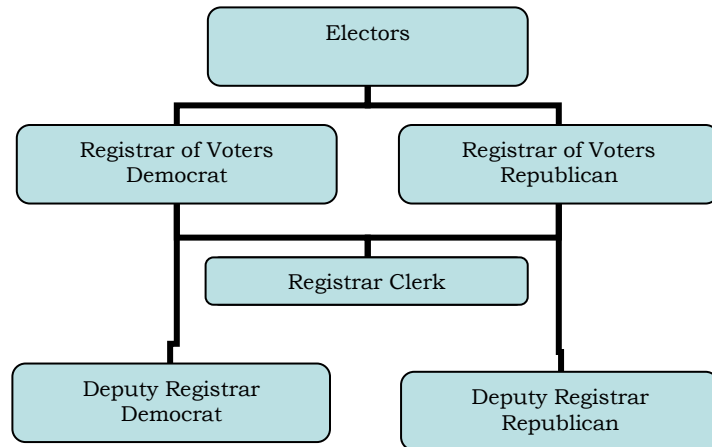 Electors
Registrar of Voters
Democrat
Registrar of Voters
Republican
Registrar Clerk
Deputy Registrar
Democrat
Deputy Registrar
Republican